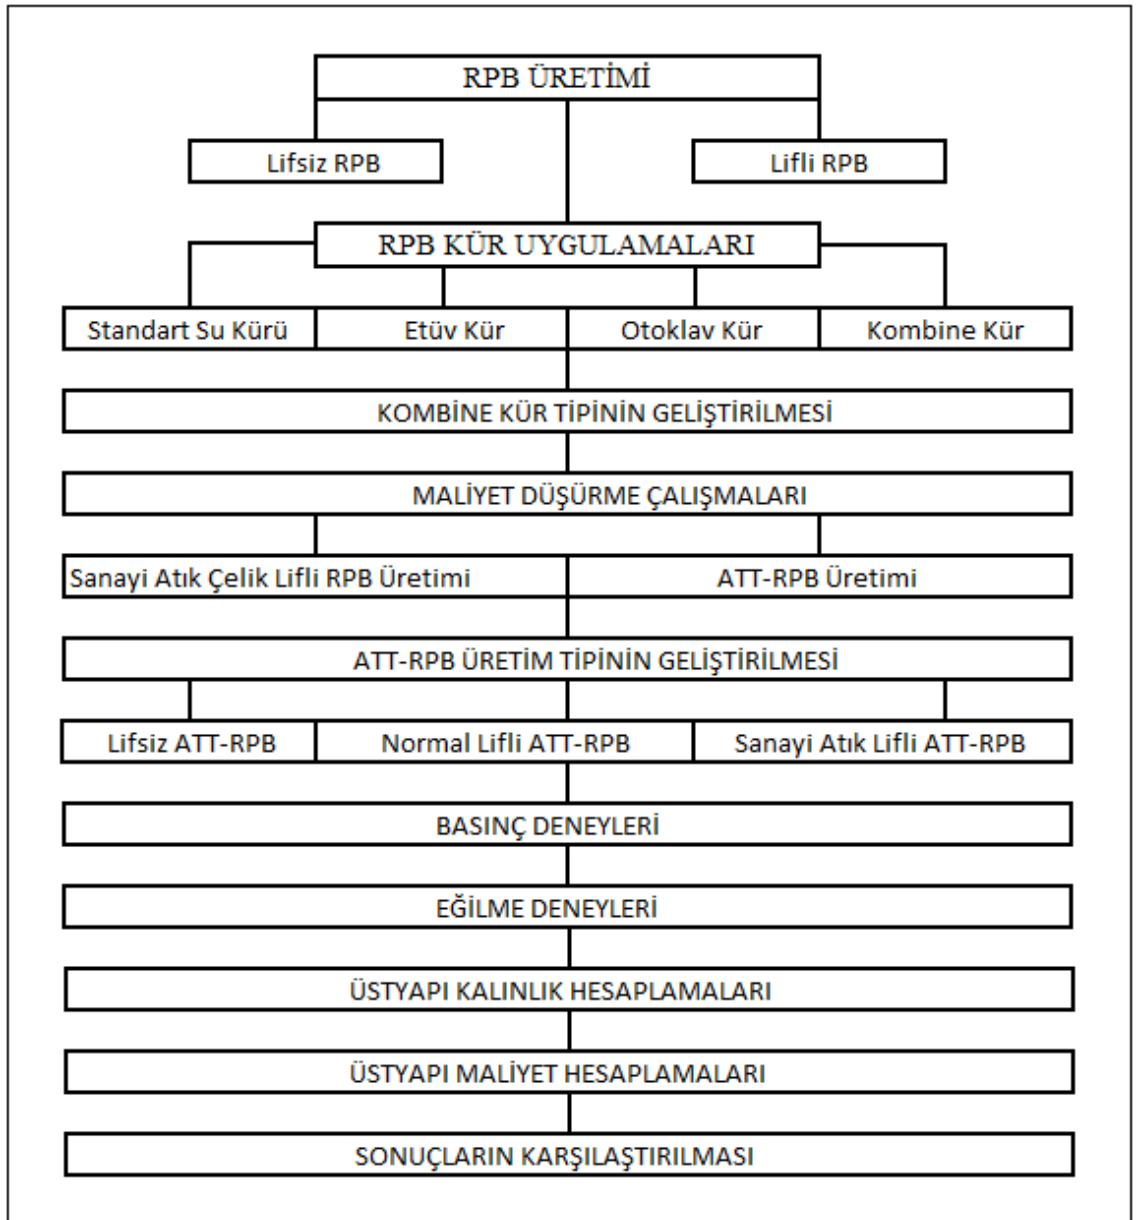 RPB ÜRETİMİ
Lifsiz RPB
Lifli RPB
RPB KÜR UYGULAMALARI
Standart Su Kürü
Etüv Kür
Otoklav Kür
Kombine Kür
KOMBİNE KÜR TİPİNİN GELİŞTİRİLMESİ
MALİYET DÜŞÜRME ÇALIŞMALARI
Sanayi Atık Çelik Lifli RPB Üretimi
ATT-RPB Üretimi
ATT-RPB ÜRETİM TİPİNİN GELİŞTİRİLMESİ
Lifsiz ATT-RPB
Normal Lifli ATT-RPB
Sanayi Atık Lifli ATT-RPB
BASINÇ DENEYLERİ
EĞİLME DENEYLERİ
ÜSTYAPI KALINLIK HESAPLAMALARI
ÜSTYAPI MALİYET HESAPLAMALARI
SONUÇLARIN KARŞILAŞTIRILMASI